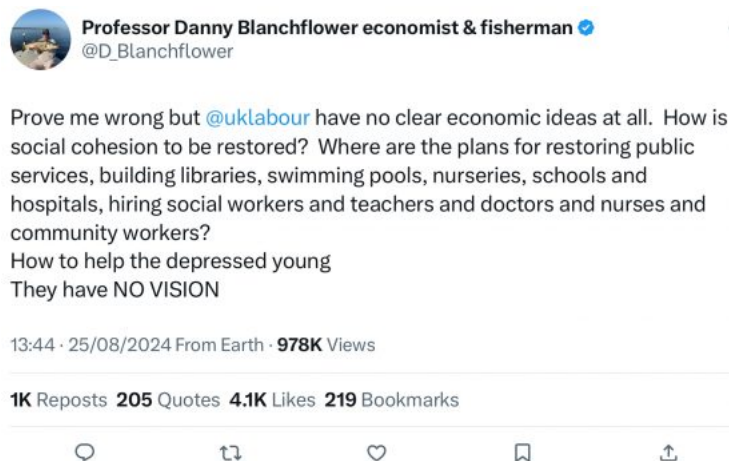 Professor Danny Blanchflower economist & fisherman
@D_Blanchflower
Prove me wrong but @uklabour have no clear economic ideas at all.  How is
social cohesion to be restored?  Where are the plans for restoring public
services, building libraries, swimming pools, nurseries, schools and
hospitals, hiring social workers and teachers and doctors and nurses and
community workers?
How to help the depressed young
They have NO VISION
13:44 · 25/08/2024 From Earth · 978K Views
1K Reposts 205 Quotes 4.1K Likes 219 Bookmarks